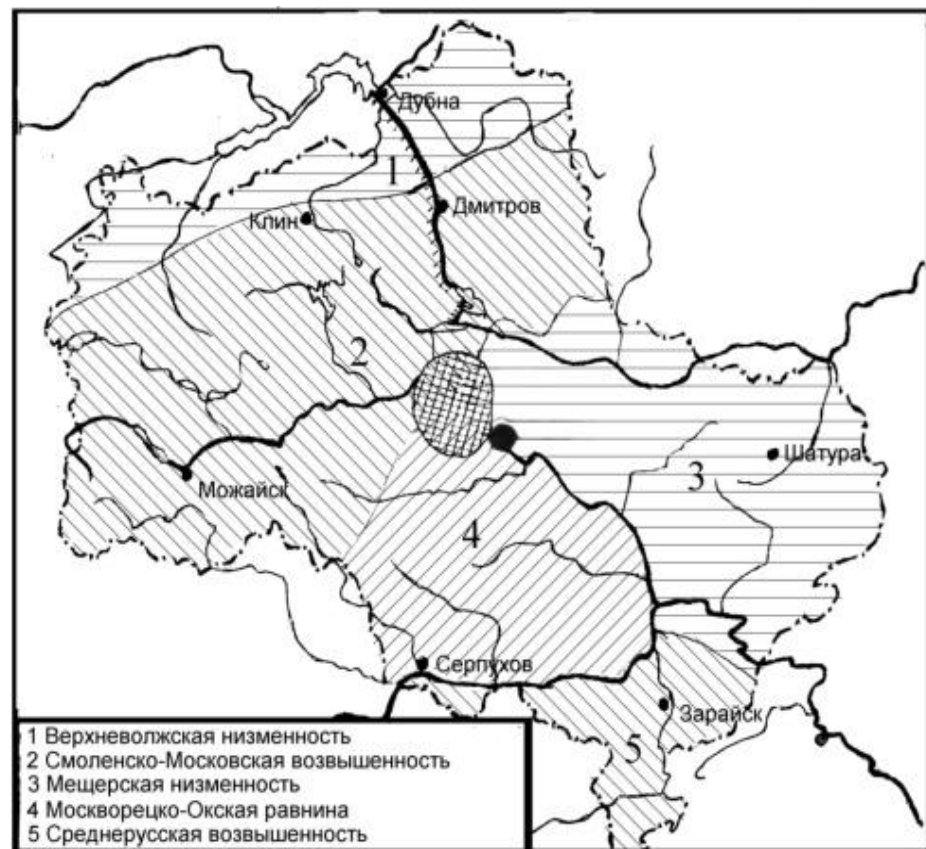 Дубна
1
Клин
Дмитров
2
Шатура
3
Можайск
4
Серпухов
Зарайск
5
1 Верхневолжская низменность
2 Смоленско-Московская возвышенность
3 Мещерская низменность
4 Москворецко-Окская равнина
5 Среднерусская возвышенность